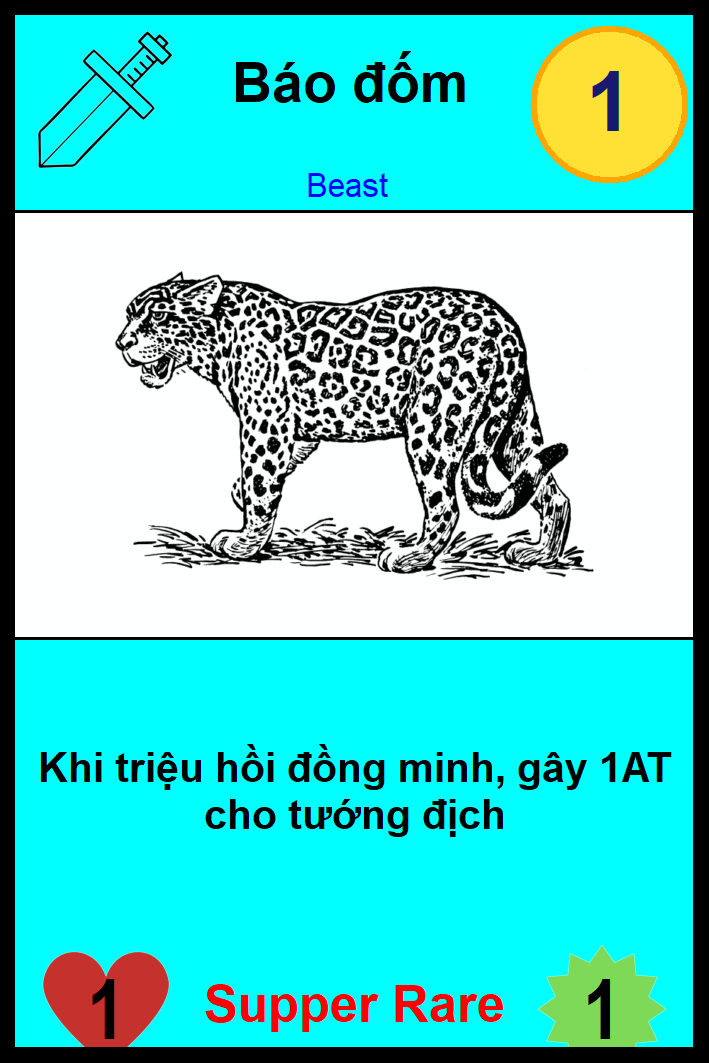 Báo đốm
1
Beast
Khi triệu hồi đồng minh, gây 1AT
cho tướng địch
1
Supper Rare
1